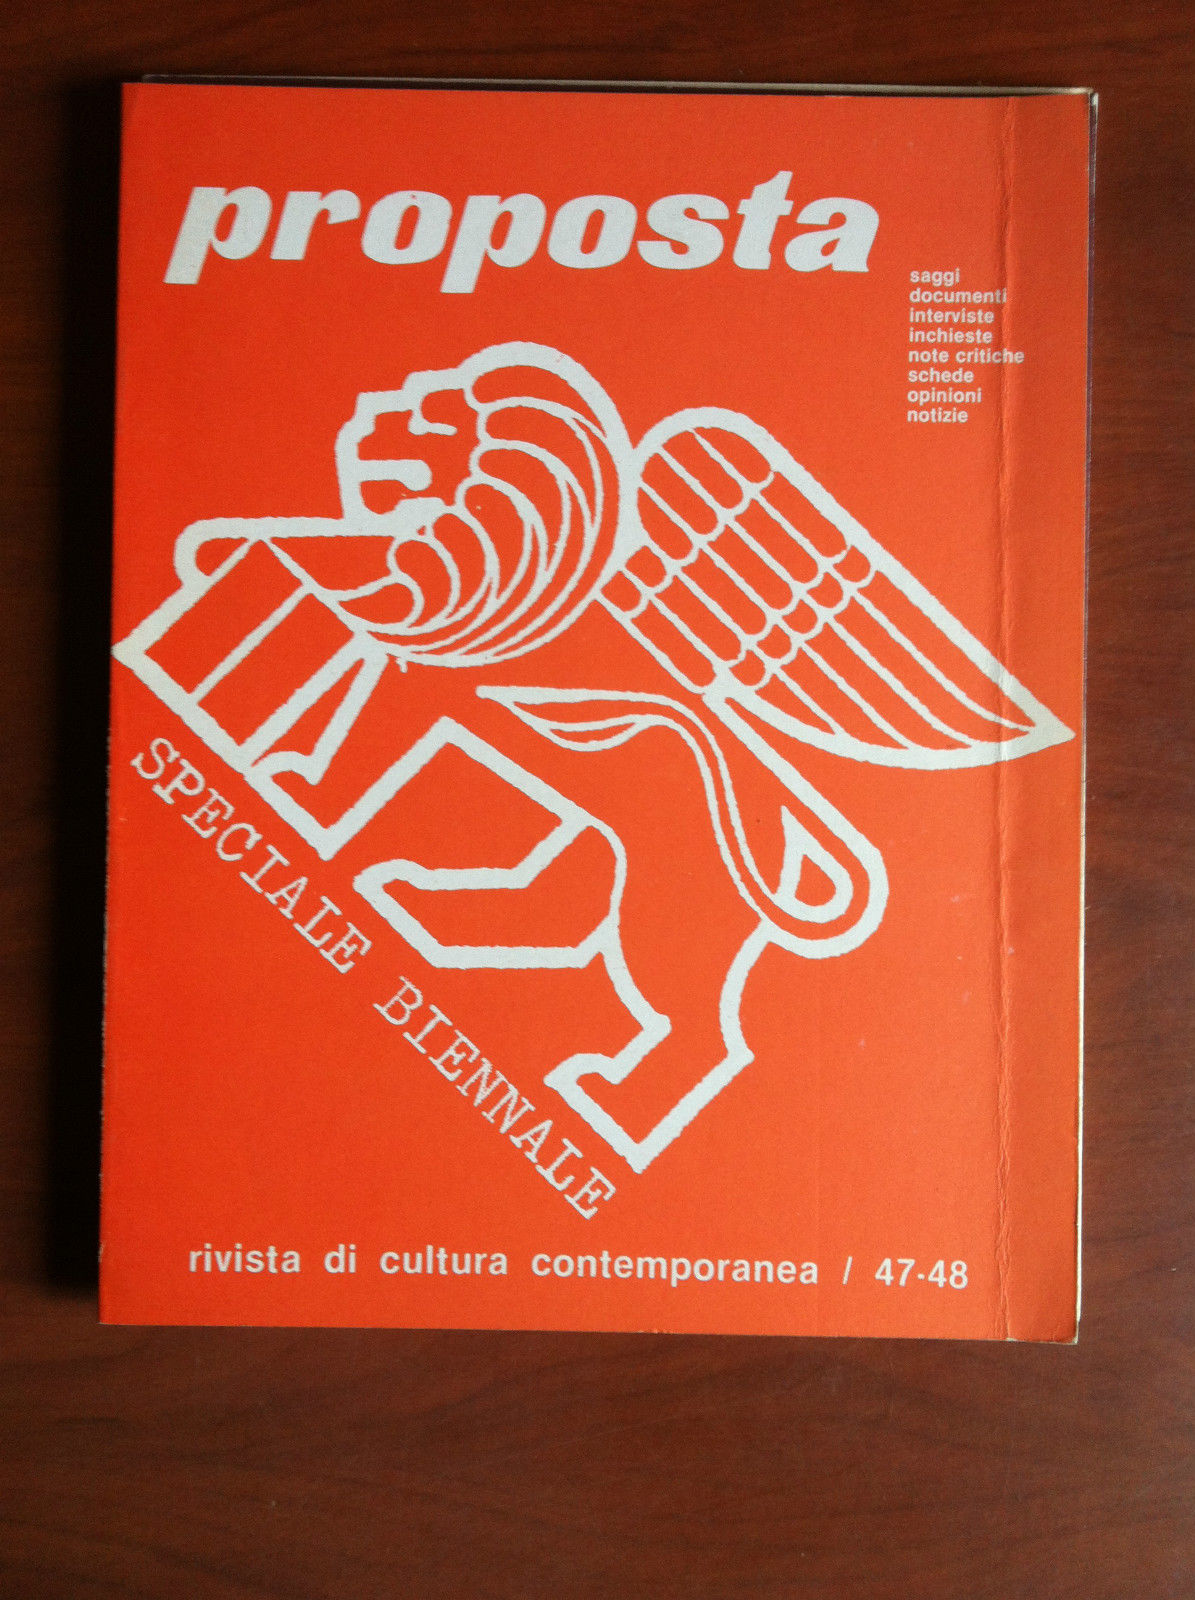 proposta
saggi
documenti
interviste
inchieste
note critiche
schede
opinioni
notizie
SPECIALE BIENNALE
rivista di cultura contemporanea / 47-48